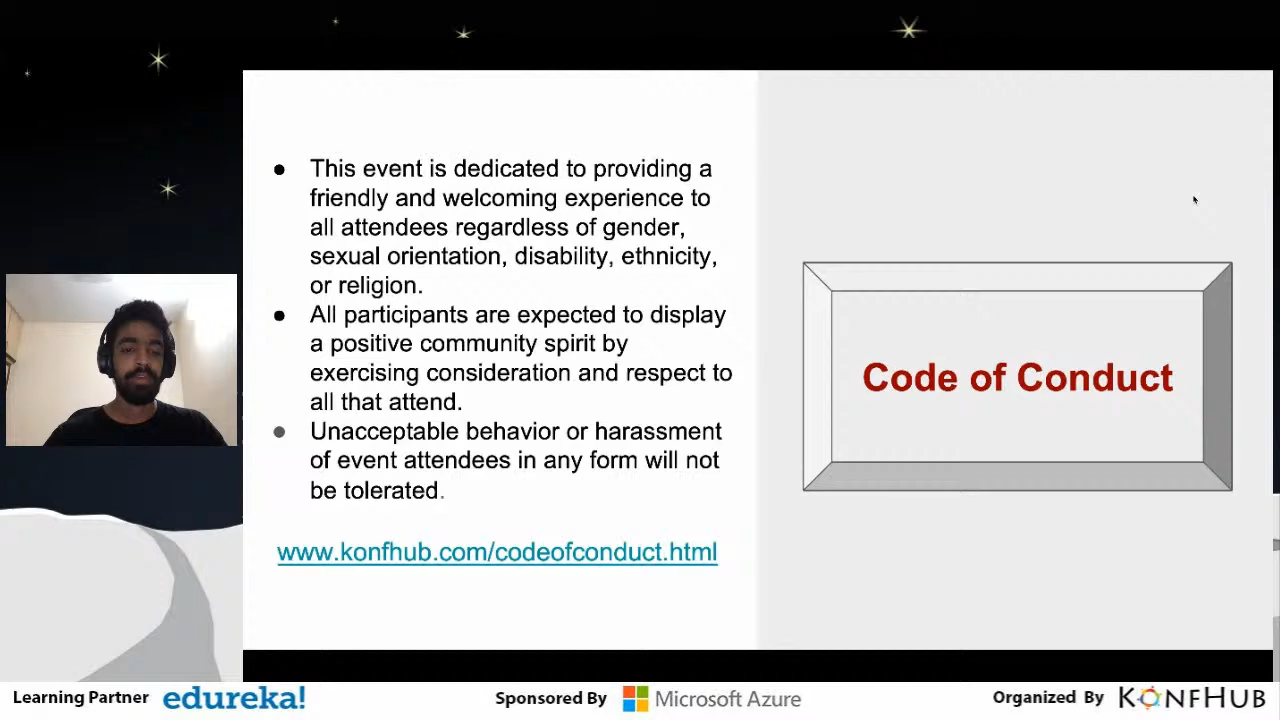 ● This event is dedicated to providing a
friendly and welcoming experience to
all attendees regardless of gender,
sexual orientation, disability, ethnicity,
or religion.
● All participants are expected to display
a positive community spirit by
exercising consideration and respect to
all that attend.
● Unacceptable behavior or harassment
of event attendees in any form will not
be tolerated.
www.konfhub.com/codeofconduct.html
Code of Conduct
Learning Partner edureka! Sponsored By Microsoft Azure Organized By KONFHUB